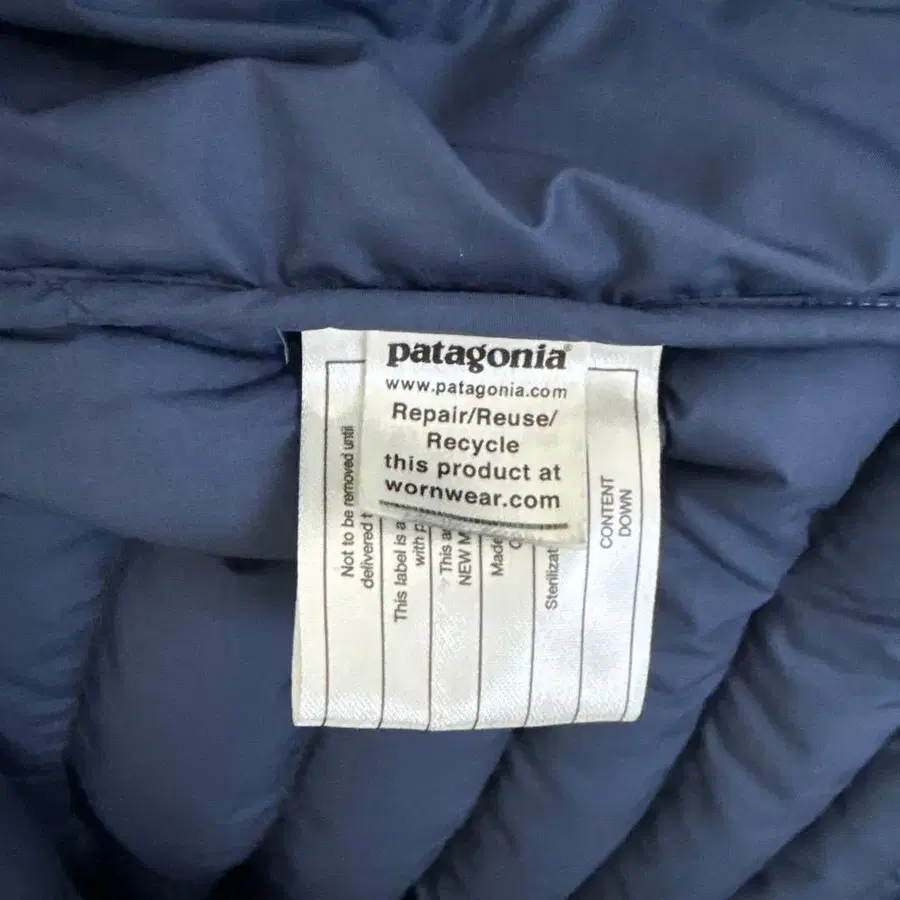 patagonia®
www.patagonia.com
Repair/Reuse/
Recycle
this product at
wornwear.com
Not to be removed until
delivered
This label is
with
This
NEW
Made
Sterilizat
CONTENT
DOWN